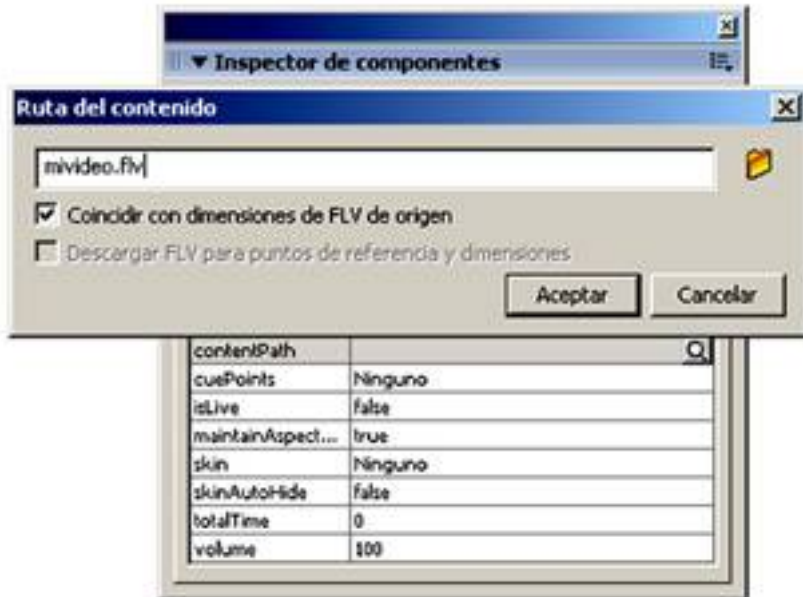 Inspector de componentes
Ruta del contenido
mivideo.flv
Coincidir con dimensiones de FLV de origen
Descargar FLV para puntos de referencia y dimensiones
Aceptar Cancelar
contentPath
cuePoints Ninguno
isLive false
maintainAspect... true
skin Ninguno
skinAutoHide false
totalTime 0
volume 100